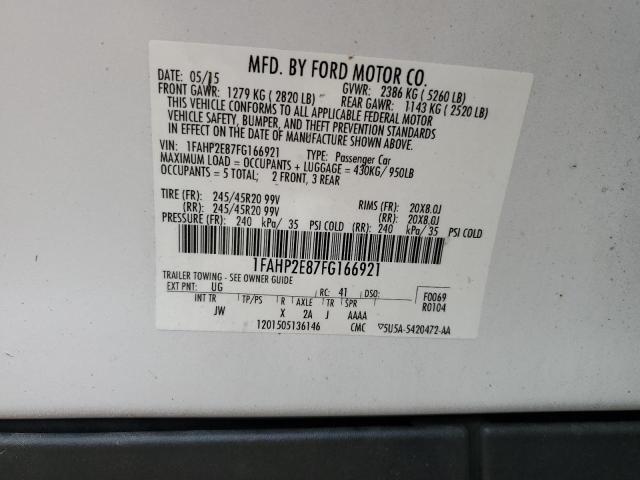 MFD. BY FORD MOTOR CO.
DATE: 05/15 GVWR: 2386 KG ( 5260 LB)
FRONT GAWR: 1279 KG ( 2820 LB) REAR GAWR: 1143 KG ( 2520 LB)
THIS VEHICLE CONFORMS TO ALL APPLICABLE FEDERAL MOTOR
VEHICLE SAFETY, BUMPER, AND THEFT PREVENTION STANDARDS
IN EFFECT ON THE DATE OF MANUFACTURE SHOWN ABOVE.
VIN: 1FAHP2E87FG166921 TYPE: Passenger Car
MAXIMUM LOAD = OCCUPANTS + LUGGAGE = 430KG/ 950LB
OCCUPANTS = 5 TOTAL; 2 FRONT, 3 REAR
TIRE (FR): 245/45R20 99V RIMS (FR): 20X8.0J
(RR): 245/45R20 99V (RR): 20X8.0J
PRESSURE (FR): 240 kPa/ 35 PSI COLD (RR): 240 kPa/ 35 PSI COLD
1FAHP2E87FG166921
TRAILER TOWING - SEE OWNER GUIDE
EXT PNT: UG RC: 41 DSO: F0069
R0104
INT TR TP/PS R AXLE TR SPR
JW X 2A J AAAA
1201505136146 CMC ▽5U5A-5420472-AA